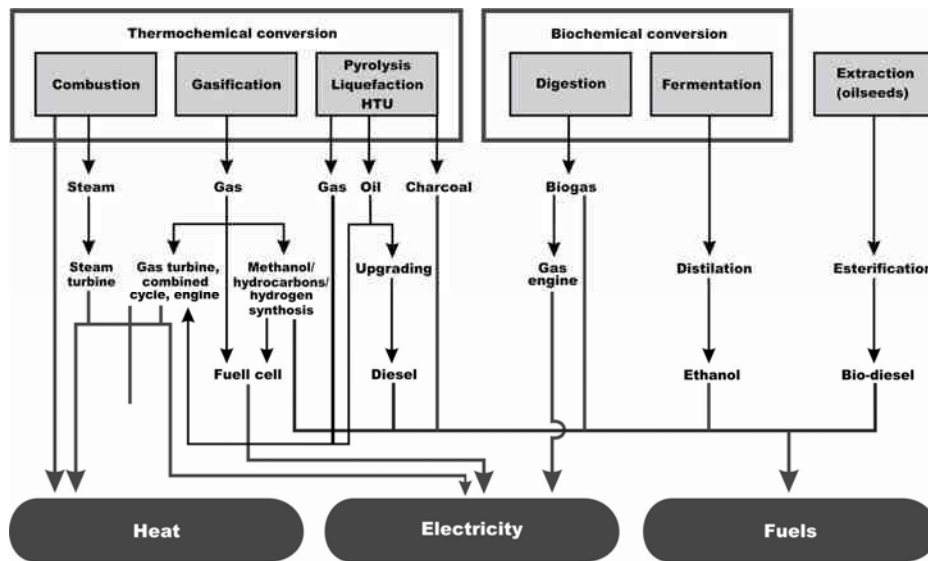 Thermochemical conversion
Biochemical conversion
Combustion
Gasification
Pyrolysis
Liquefaction
HTU
Digestion
Fermentation
Extraction
(oilseeds)
Steam
Gas
Gas
Oil
Charcoal
Biogas
Steam
turbine
Gas turbine,
combined
cycle, engine
Methanol/
hydrocarbons/
hydrogen
synthosis
Upgrading
Gas
engine
Distilation
Esterification
Fuell cell
Diesel
Ethanol
Bio-diesel
Heat
Electricity
Fuels